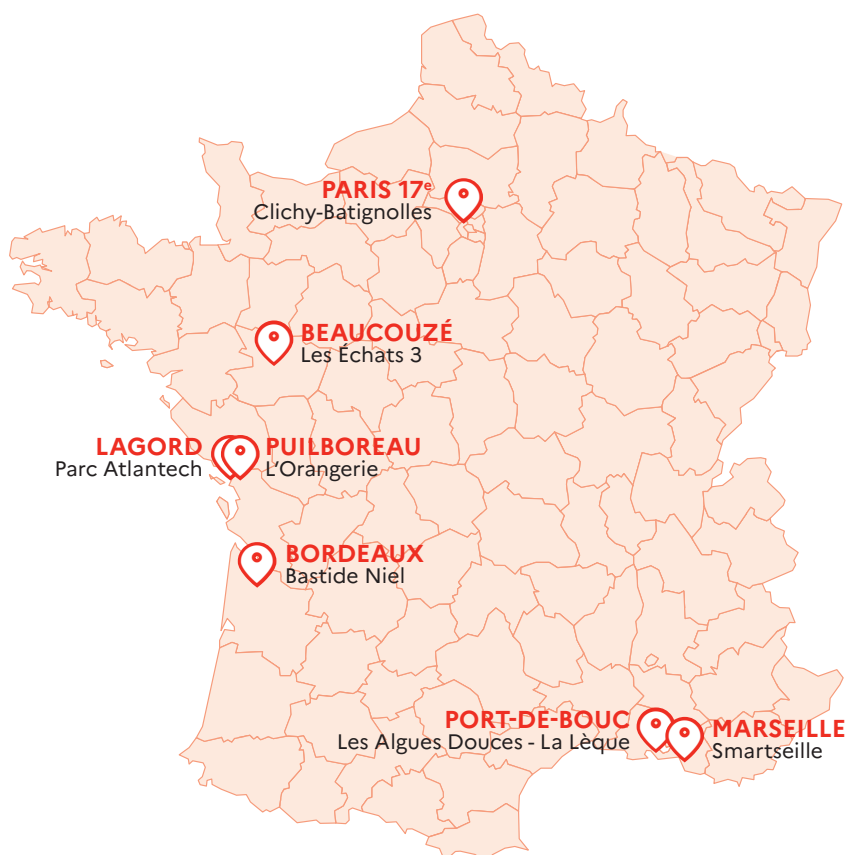 PARIS 17e
Clichy-Batignolles
BEAUCOUZÉ
Les Échats 3
LAGORD
Parc Atlantech
PUILBOREAU
L'Orangerie
BORDEAUX
Bastide Niel
PORT-DE-BOUC
Les Algues Douces - La Lèque
MARSEILLE
Smartseille